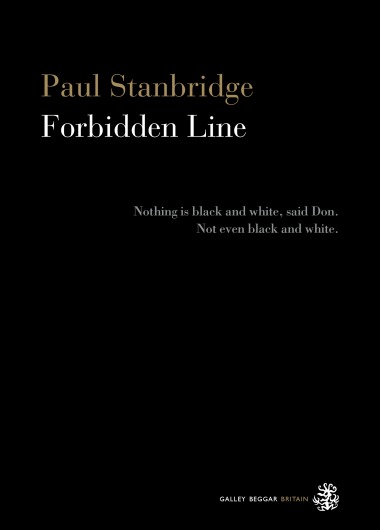 Paul Stanbridge
Forbidden Line
Nothing is black and white, said Don.
Not even black and white.
GALLEY BEGGAR BRITAIN